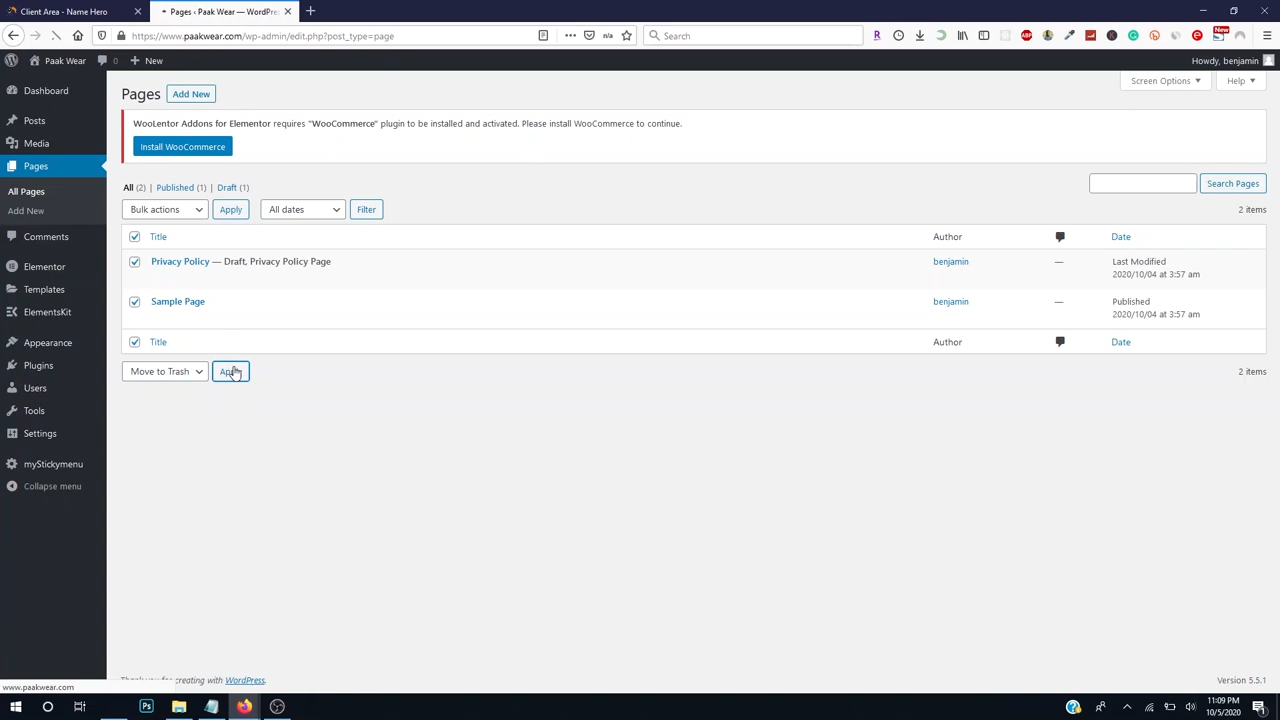 Client Area - Name Hero
Pages ‹ Paak Wear — WordPre
https://www.paakwear.com/wp-admin/edit.php?post_type=page
n/a
Search
New
Paak Wear
0
New
Howdy, benjamin
Dashboard
Posts
Media
Pages
All Pages
Add New
Comments
Elementor
Templates
ElementsKit
Appearance
Plugins
Users
Tools
Settings
myStickymenu
Collapse menu
Pages
Add New
Screen Options
Help
WooLentor Addons for Elementor requires "WooCommerce" plugin to be installed and activated. Please install WooCommerce to continue.
Install WooCommerce
All (2) | Published (1) | Draft (1)
Search Pages
Bulk actions
Apply
All dates
Filter
2 items
Title
Author
Date
Privacy Policy — Draft, Privacy Policy Page
benjamin
—
Last Modified
2020/10/04 at 3:57 am
Sample Page
benjamin
—
Published
2020/10/04 at 3:57 am
Title
Author
Date
Move to Trash
2 items
Thank you for creating with WordPress.
Version 5.5.1
www.paakwear.com
Ps
11:09 PM
10/5/2020